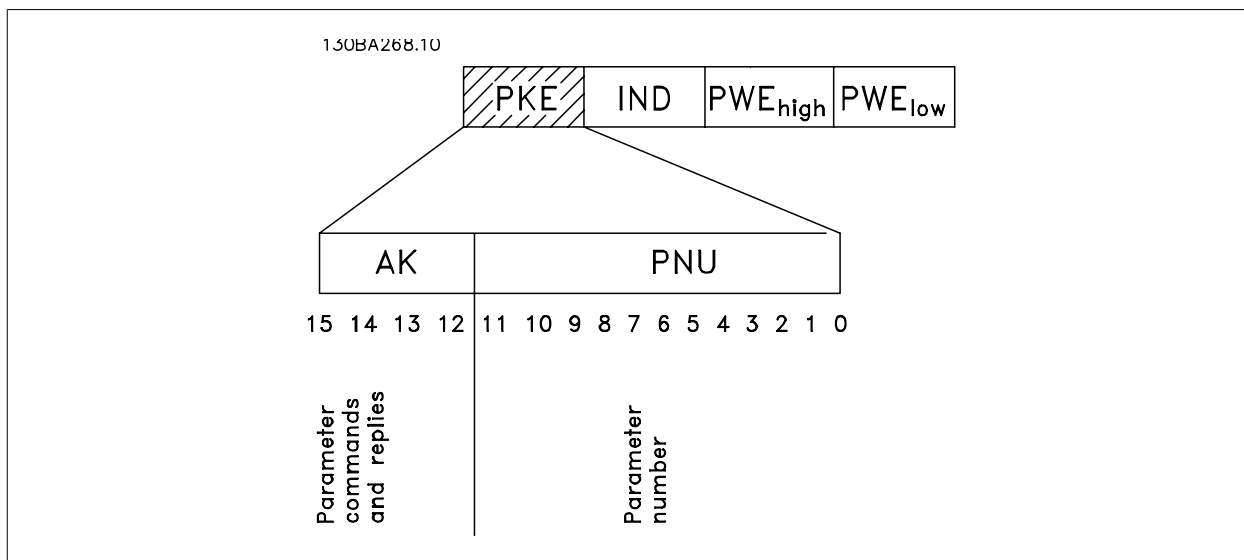 130BA268.10
PKE IND PWEhigh PWElow
AK PNU
15 14 13 12 11 10 9 8 7 6 5 4 3 2 1 0
Parameter
commands
and replies
Parameter
number